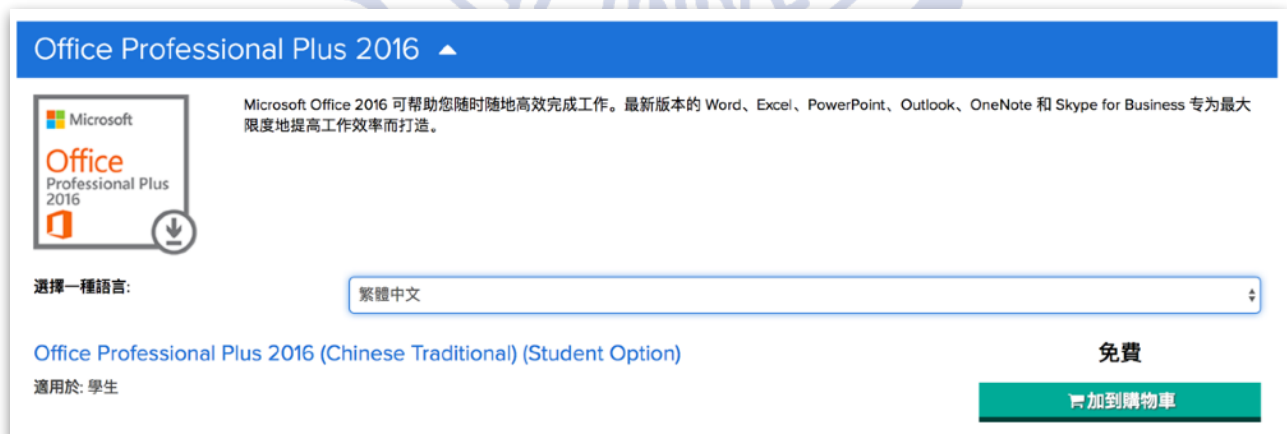 Office Professional Plus 2016
Microsoft
Office
Professional Plus
2016
Microsoft Office 2016 可帮助您随时随地高效完成工作。最新版本的 Word、Excel、PowerPoint、Outlook、OneNote 和 Skype for Business 专为最大
限度地提高工作效率而打造。
選擇一種語言:
繁體中文
Office Professional Plus 2016 (Chinese Traditional) (Student Option)
免費
適用於: 學生
加到購物車